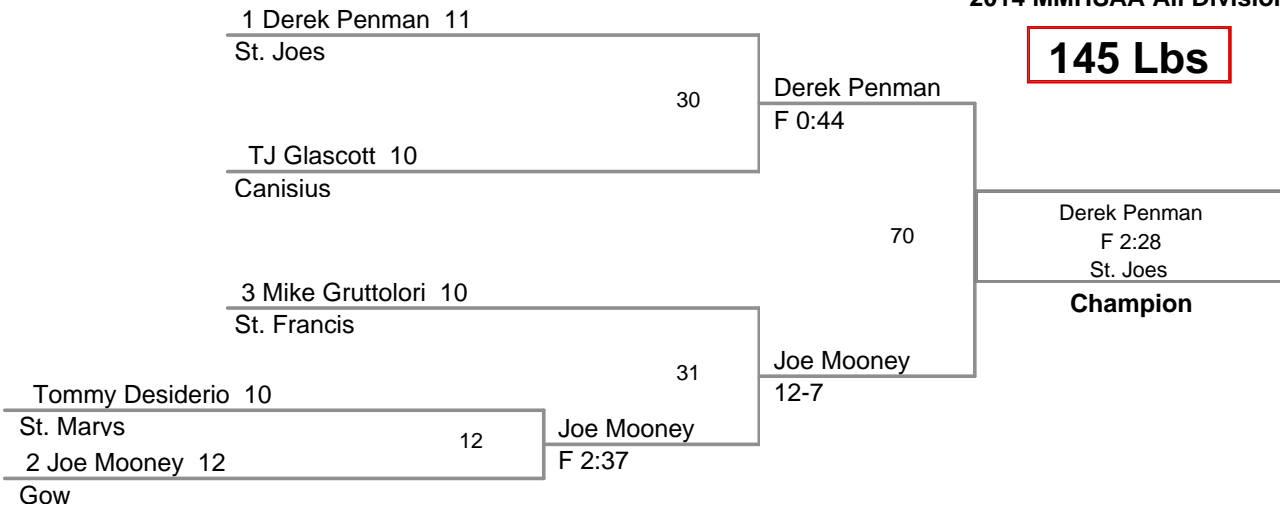 2014 MMHSAA All Division
145 Lbs
1 Derek Penman 11
St. Joes
30
Derek Penman
F 0:44
TJ Glascott 10
Canisius
70
Derek Penman
F 2:28
St. Joes
Champion
3 Mike Gruttolori 10
St. Francis
31
Joe Mooney
12-7
Tommy Desiderio 10
St. Marys
12
Joe Mooney
F 2:37
2 Joe Mooney 12
Gow